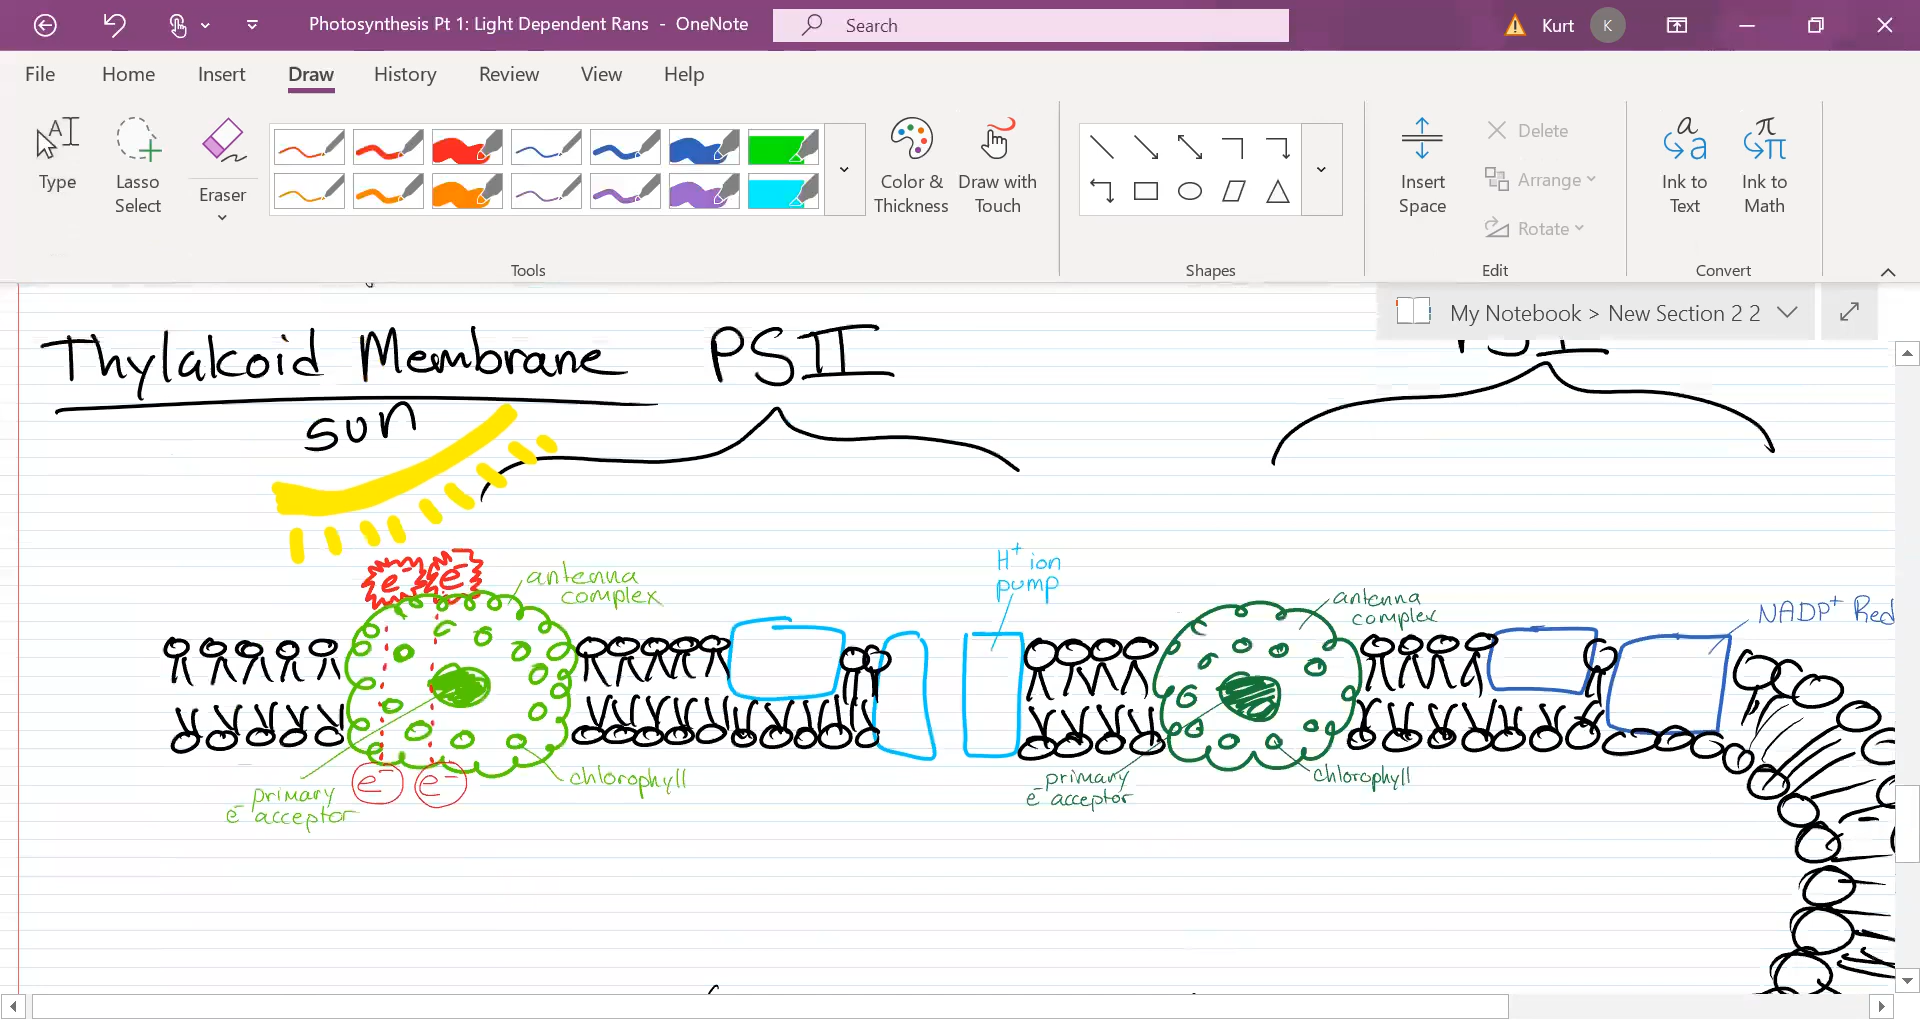 Photosynthesis Pt 1: Light Dependent Rans - OneNote
Search
Kurt
K
File Home Insert Draw History Review View Help
Type
Lasso Select
Eraser
Color & Thickness
Draw with Touch
Insert Space
Delete
Arrange
Rotate
Ink to Text
Ink to Math
Tools
Shapes
Edit
Convert
My Notebook > New Section 2 2
Thylakoid Membrane
PSII
PSI
sun
H+ ion
pump
e-
e-
antenna
complex
antenna
complex
NADP+ Red
e-
e-
chlorophyll
primary
e- acceptor
primary
e- acceptor
chlorophyll